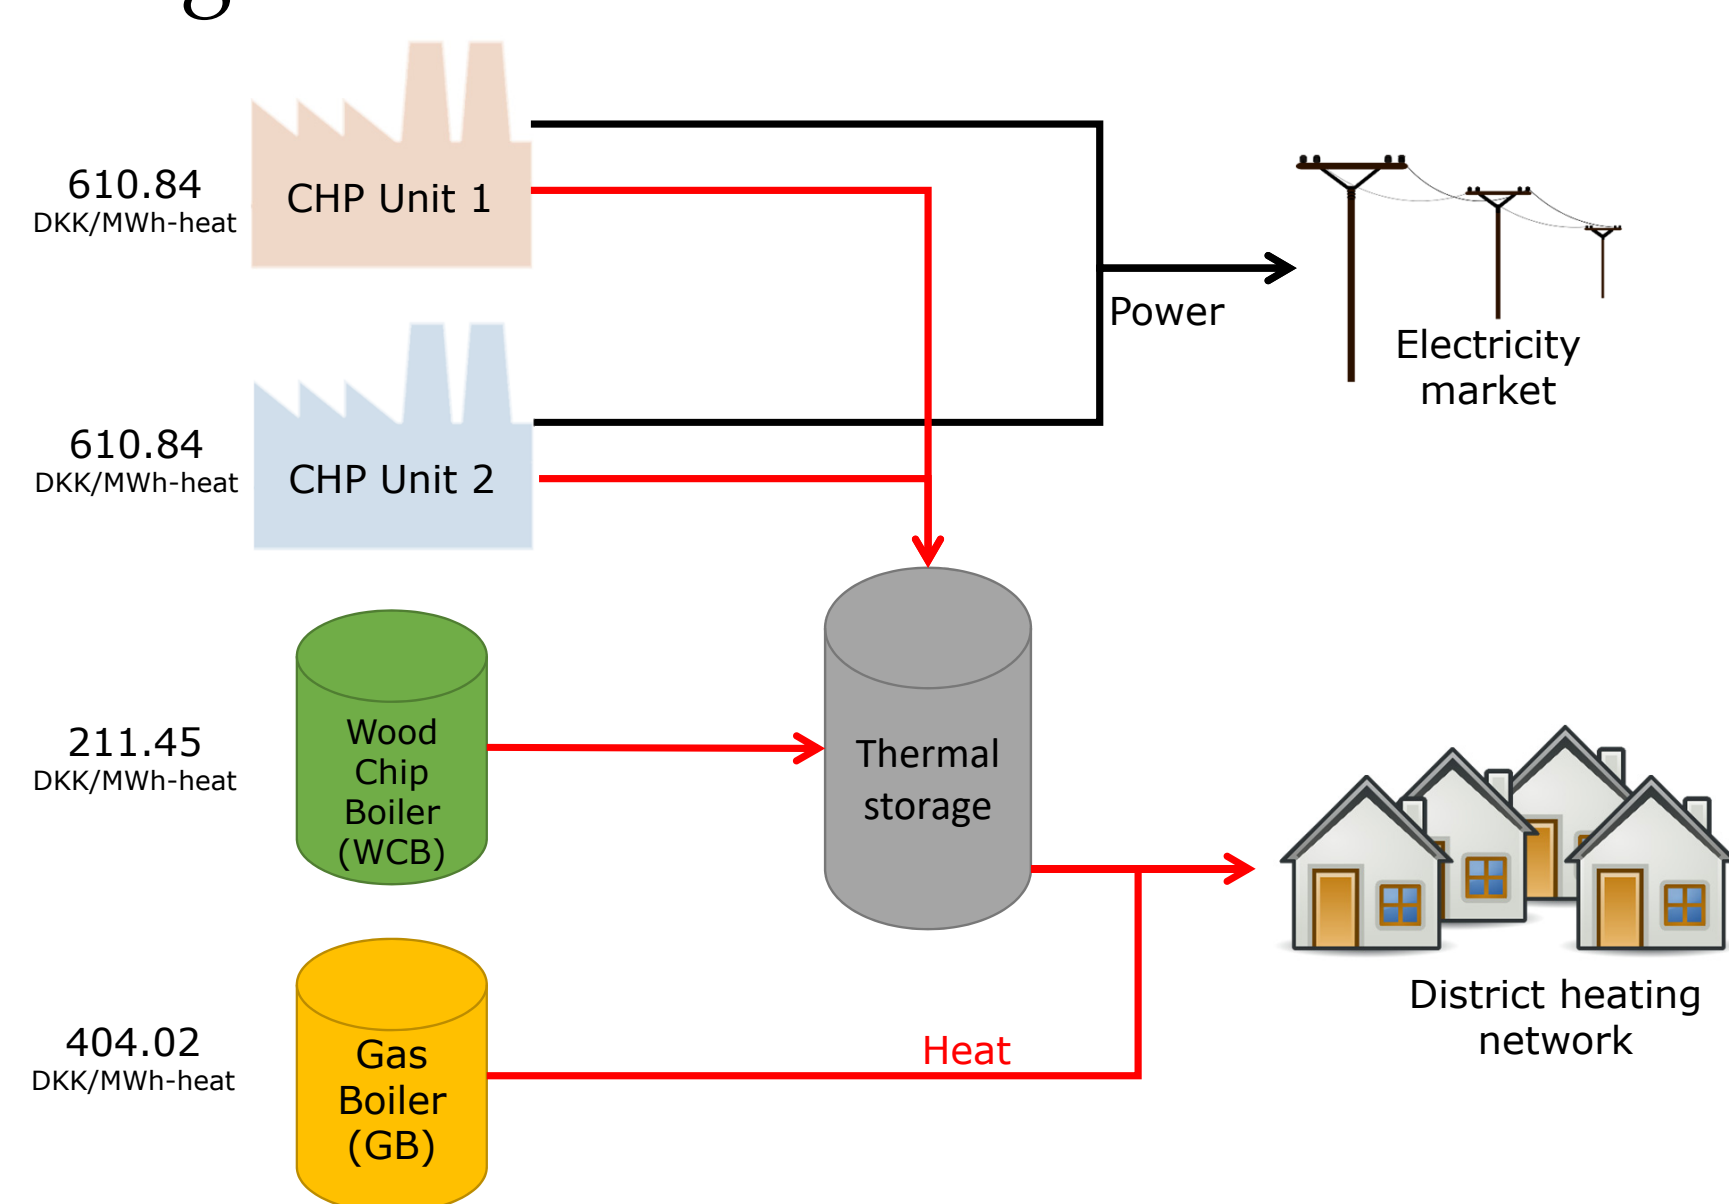 610.84
DKK/MWh-heat
CHP Unit 1
Power
Electricity
market
610.84
DKK/MWh-heat
CHP Unit 2
211.45
DKK/MWh-heat
Wood
Chip
Boiler
(WCB)
Thermal
storage
District heating
network
404.02
DKK/MWh-heat
Gas
Boiler
(GB)
Heat